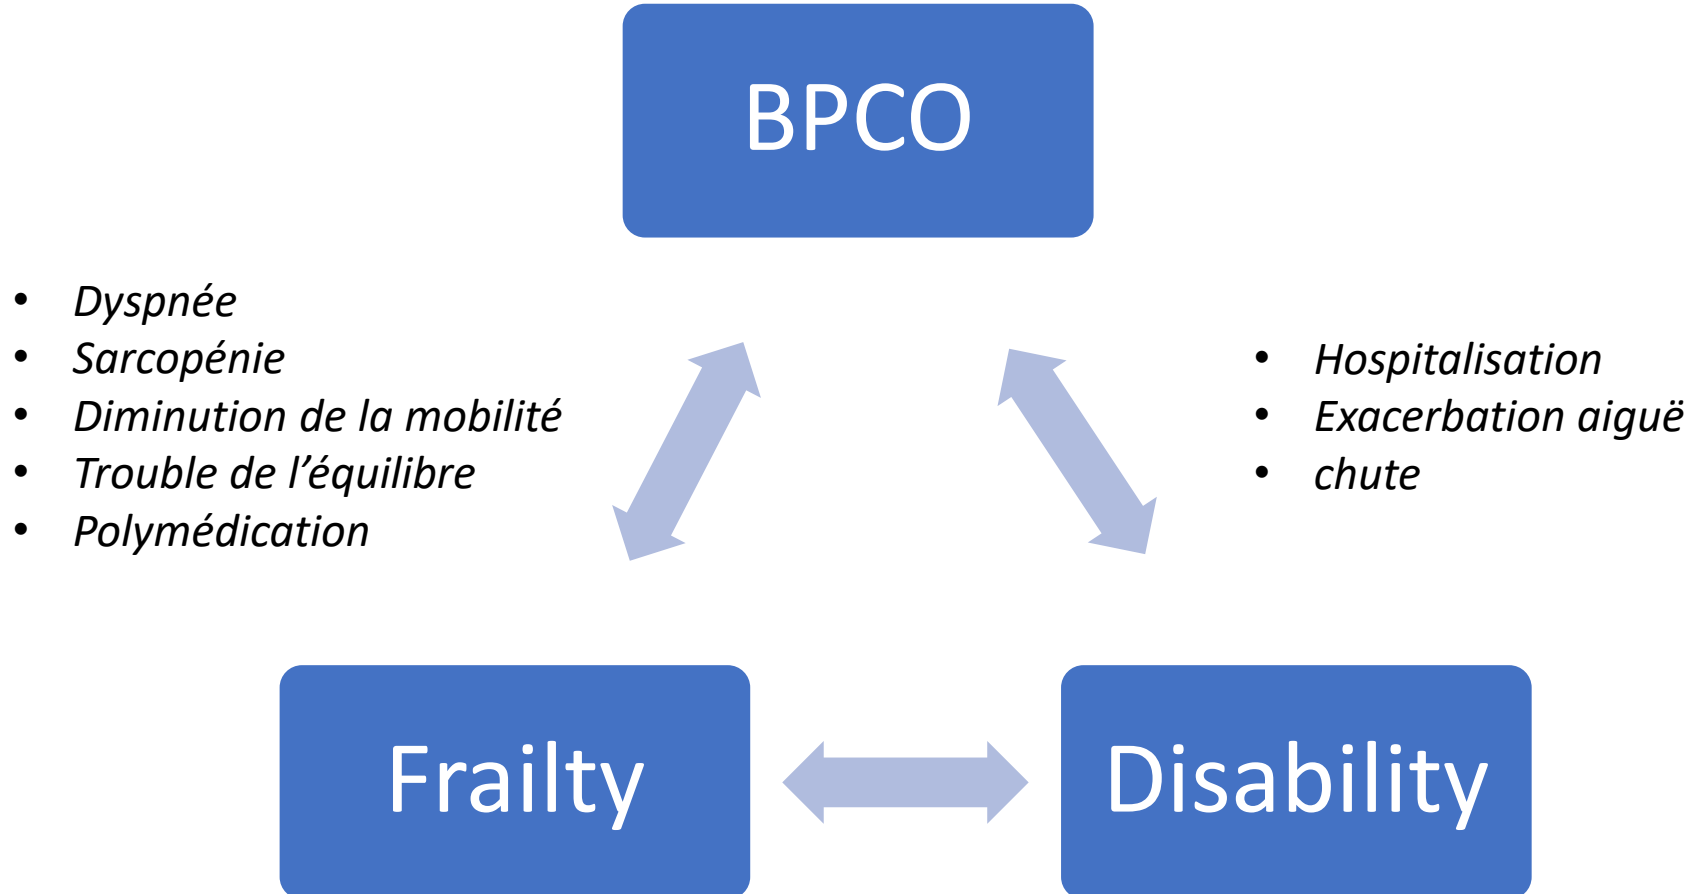 BPCO
• Dyspnée
• Sarcopénie
• Diminution de la mobilité
• Trouble de l’équilibre
• Polymédication
• Hospitalisation
• Exacerbation aiguë
• chute
Frailty
Disability